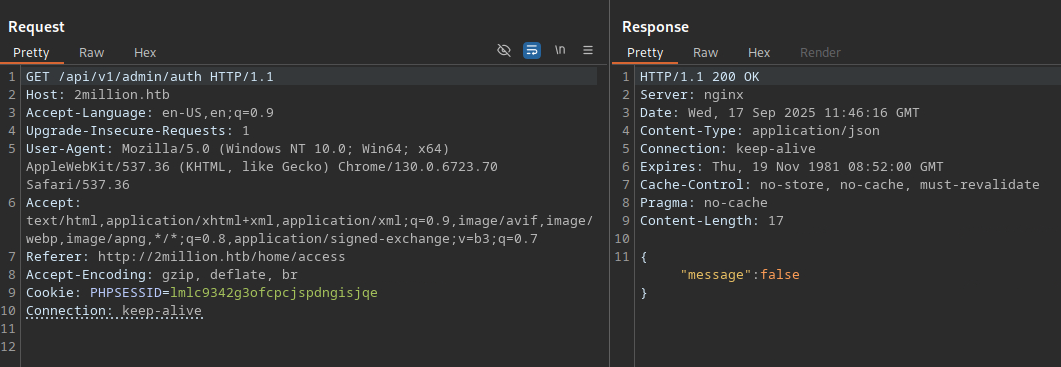 Request
Pretty Raw Hex \n
1 GET /api/v1/admin/auth HTTP/1.1
2 Host: 2million.htb
3 Accept-Language: en-US,en;q=0.9
4 Upgrade-Insecure-Requests: 1
5 User-Agent: Mozilla/5.0 (Windows NT 10.0; Win64; x64)
AppleWebKit/537.36 (KHTML, like Gecko) Chrome/130.0.6723.70
Safari/537.36
6 Accept:
text/html,application/xhtml+xml,application/xml;q=0.9,image/avif,image/
webp,image/apng,*/*;q=0.8,application/signed-exchange;v=b3;q=0.7
7 Referer: http://2million.htb/home/access
8 Accept-Encoding: gzip, deflate, br
9 Cookie: PHPSESSID=lmlc9342g3ofcpcjspdngisjqe
10 Connection: keep-alive
11
12
Response
Pretty Raw Hex Render
1 HTTP/1.1 200 OK
2 Server: nginx
3 Date: Wed, 17 Sep 2025 11:46:16 GMT
4 Content-Type: application/json
5 Connection: keep-alive
6 Expires: Thu, 19 Nov 1981 08:52:00 GMT
7 Cache-Control: no-store, no-cache, must-revalidate
8 Pragma: no-cache
9 Content-Length: 17
10
11 {
"message":false
}